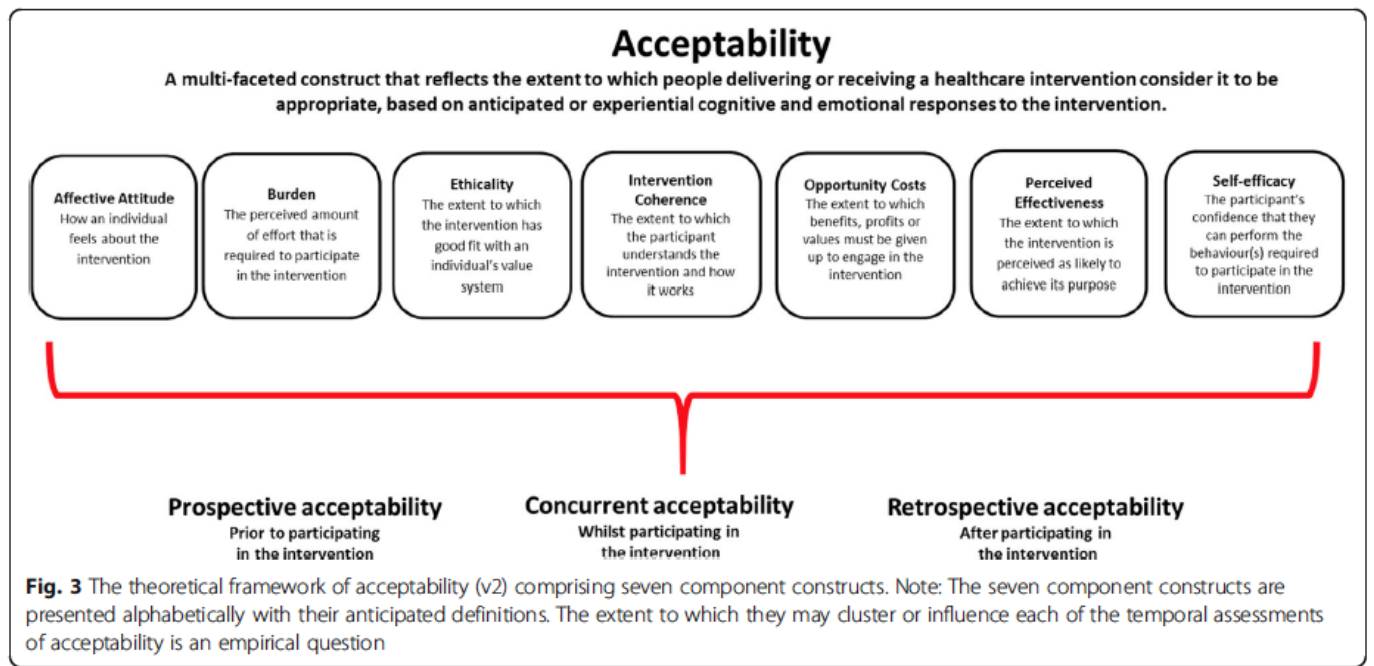 Acceptability
A multi-faceted construct that reflects the extent to which people delivering or receiving a healthcare intervention consider it to be
appropriate, based on anticipated or experiential cognitive and emotional responses to the intervention.
Affective Attitude
How an individual
feels about the
intervention
Burden
The perceived amount
of effort that is
required to participate
in the intervention
Ethicality
The extent to which
the intervention has
good fit with an
individual's value
system
Intervention
Coherence
The extent to which
the participant
understands the
intervention and how
it works
Opportunity Costs
The extent to which
benefits, profits or
values must be given
up to engage in the
intervention
Perceived
Effectiveness
The extent to which
the intervention is
perceived as likely to
achieve its purpose
Self-efficacy
The participant's
confidence that they
can perform the
behaviour(s) required
to participate in the
intervention
Prospective acceptability
Prior to participating
in the intervention
Concurrent acceptability
Whilst participating in
the intervention
Retrospective acceptability
After participating in
the intervention
Fig. 3 The theoretical framework of acceptability (v2) comprising seven component constructs. Note: The seven component constructs are
presented alphabetically with their anticipated definitions. The extent to which they may cluster or influence each of the temporal assessments
of acceptability is an empirical question